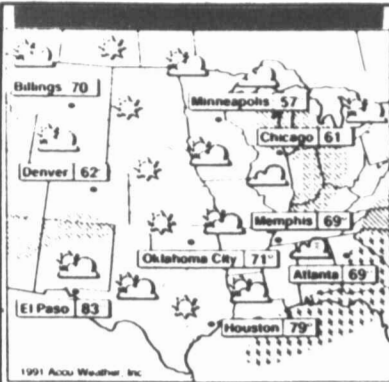 Billings 70
Minneapolis 57
Chicago 61
Denver 62°
Memphis 69°
Oklahoma City 71°
Atlanta 69°
El Paso 83
Houston 79°
1991 Accu Weather, Inc